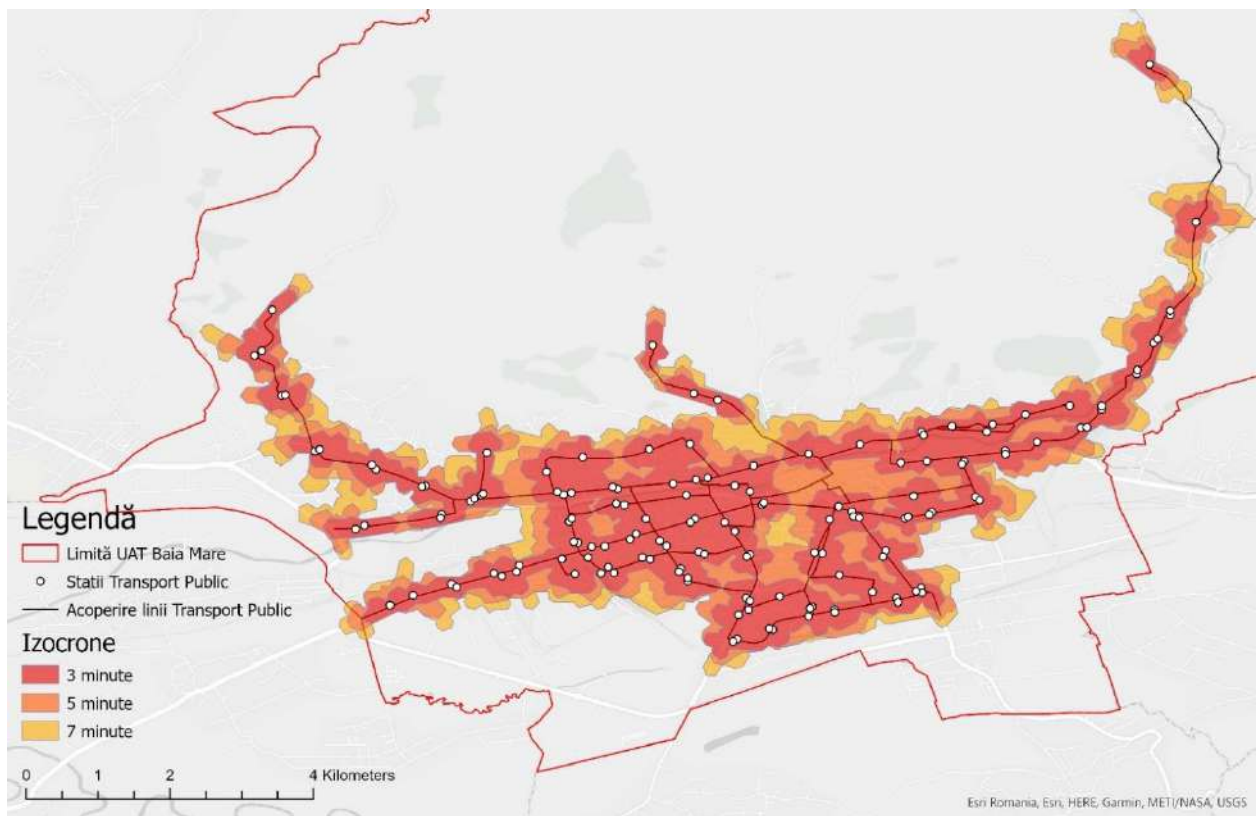 Legendă
Limită UAT Baia Mare
Statii Transport Public
Acoperire linii Transport Public
Izocrone
3 minute
5 minute
7 minute
0 1 2 4 Kilometers
Esri Romania, Esri, HERE, Garmin, METI/NASA, USGS